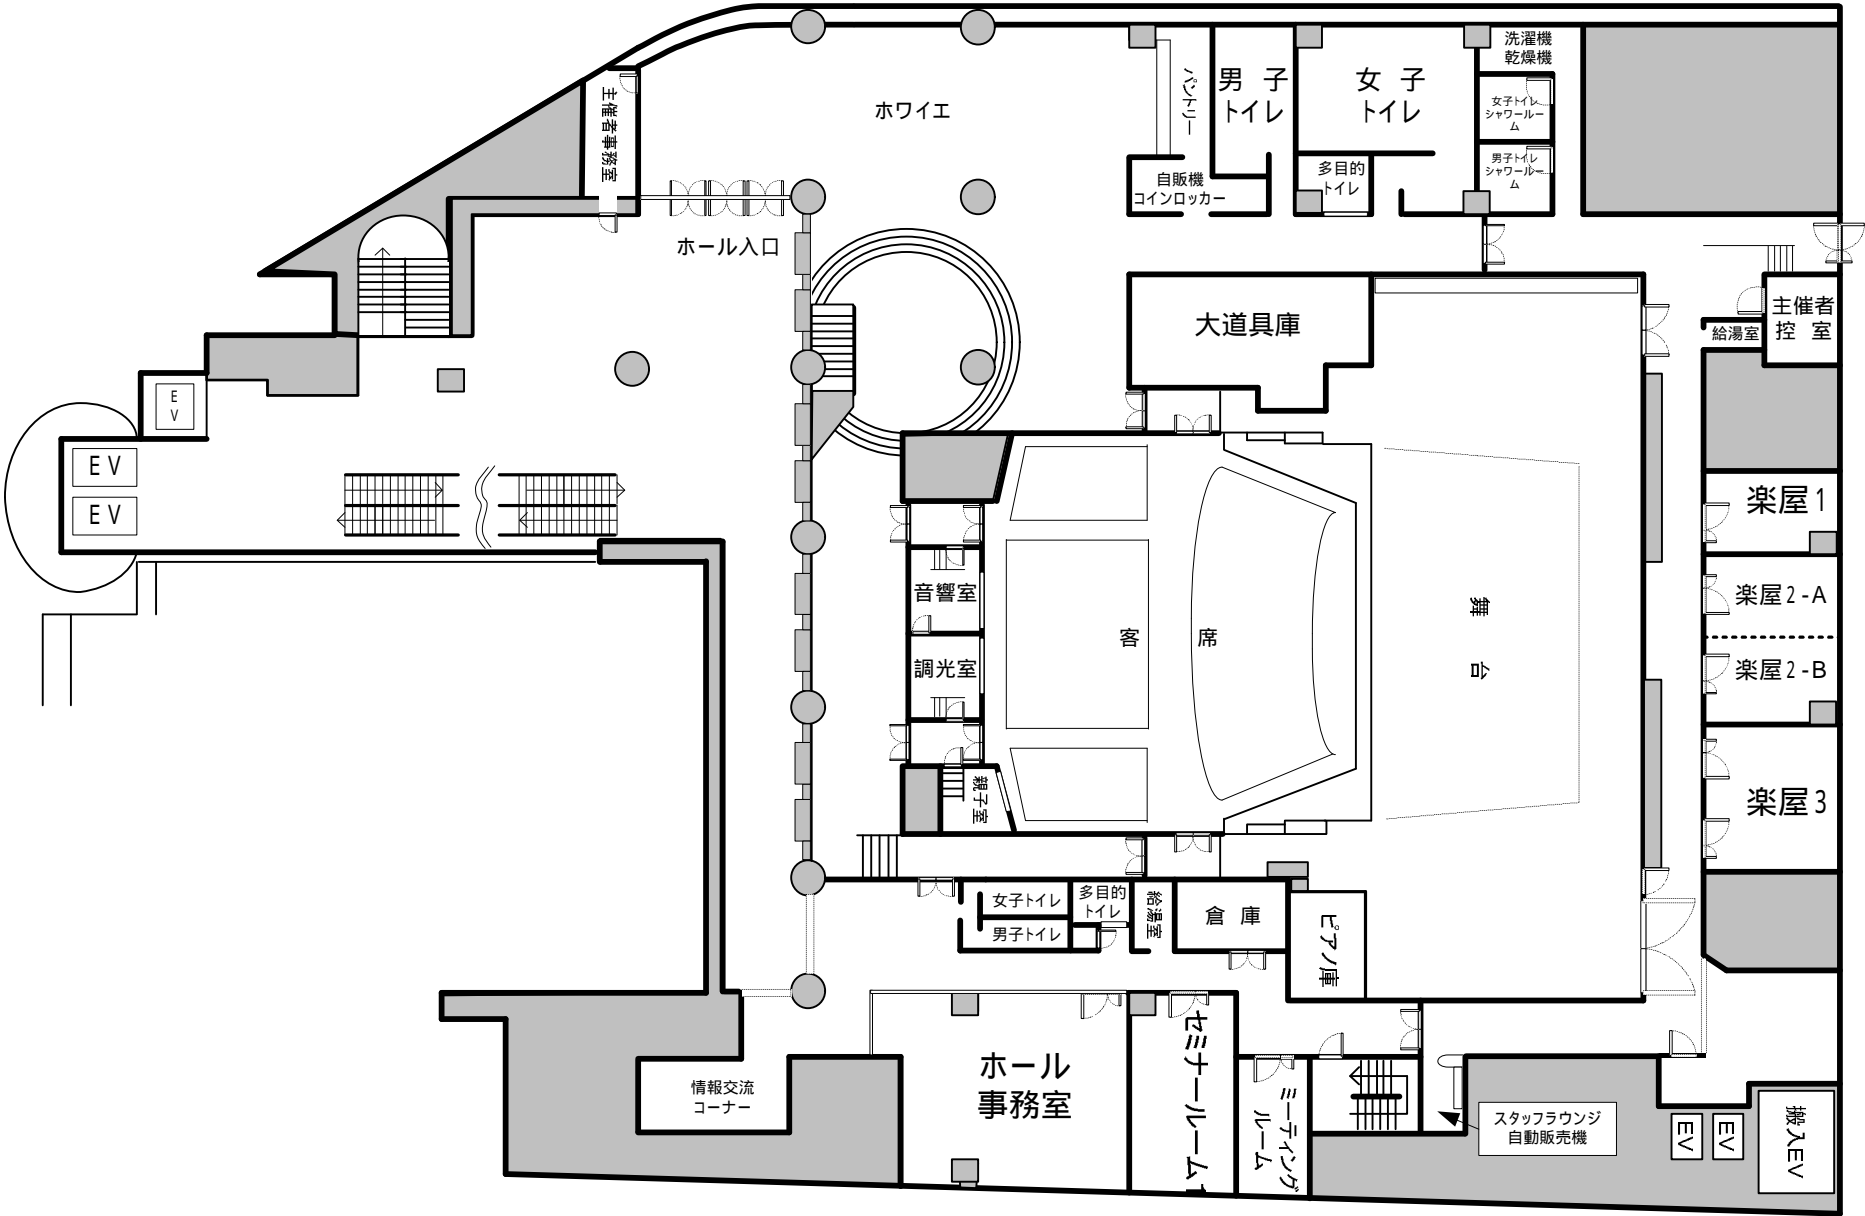 洗濯機
乾燥機
主催者事務室
ホワイエ
パントリー
男 子
トイレ
女 子
トイレ
女子トイレ
シャワールー
ム
男子トイレ
シャワールー
ム
多目的
トイレ
自販機
コインロッカー
ホール入口
大道具庫
主催者
控 室
給湯室
EV
EV
EV
楽屋1
音響室
楽屋2-A
客 席
舞 台
調光室
楽屋2-B
親子室
楽屋3
女子トイレ
男子トイレ
多目的
トイレ
給湯室
倉 庫
ピアノ庫
ホール
事務室
セミナールーム
ミーティング
ルーム
情報交流
コーナー
スタッフラウンジ
自動販売機
EV
EV
搬入EV